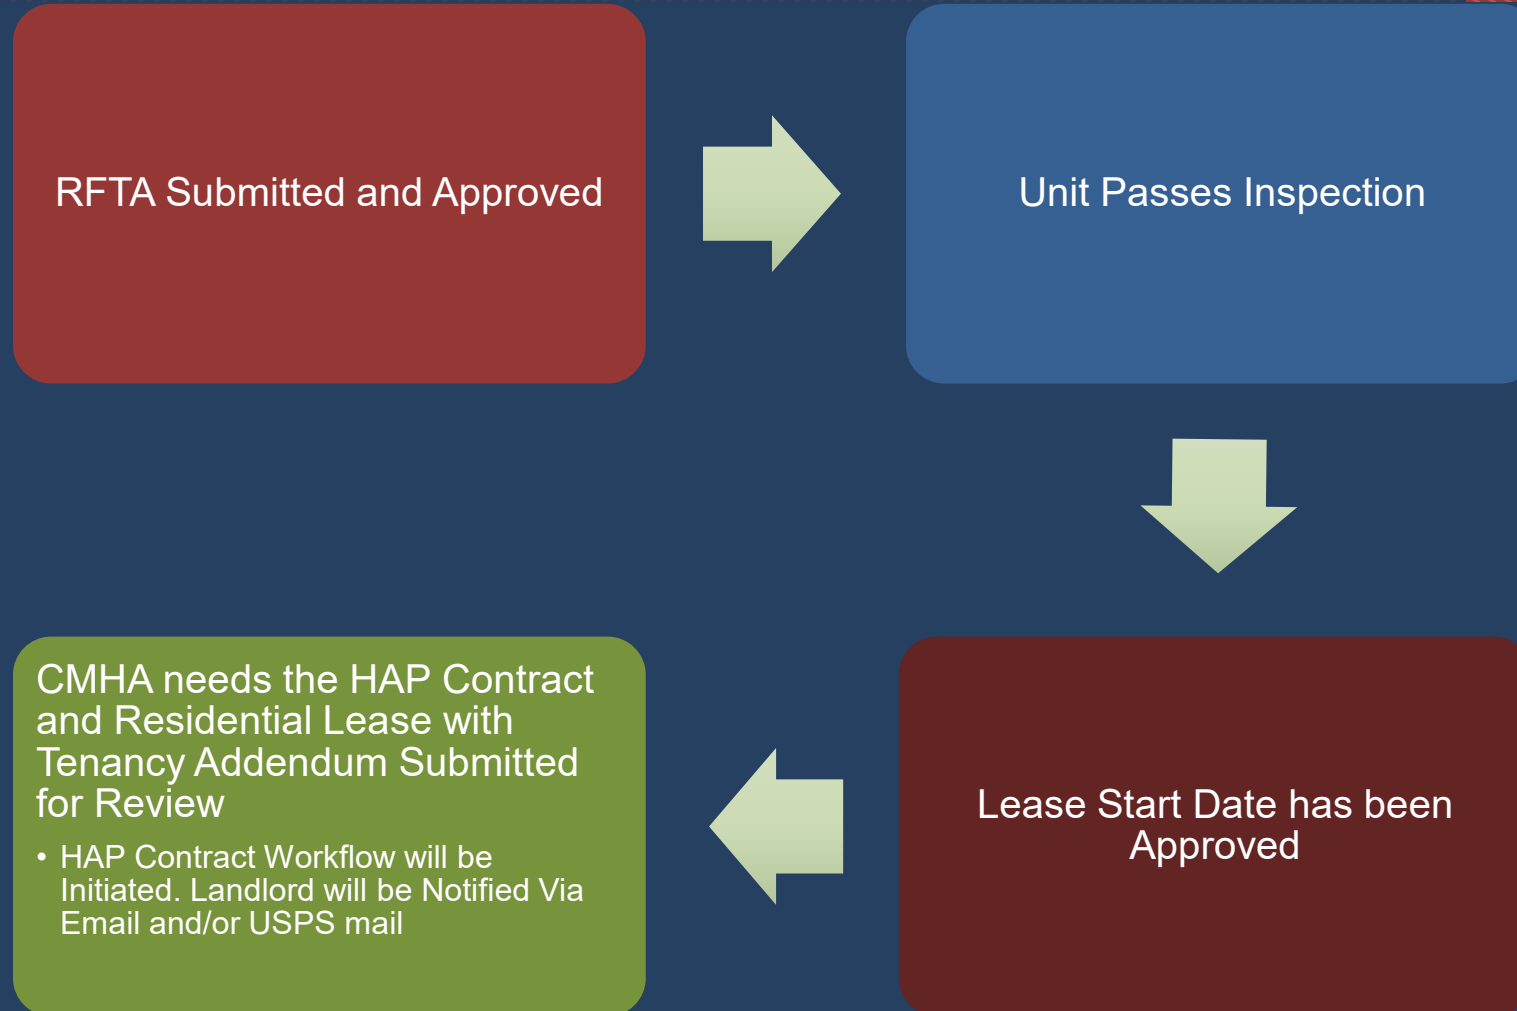 RFTA Submitted and Approved
Unit Passes Inspection
Lease Start Date has been
Approved
CMHA needs the HAP Contract
and Residential Lease with
Tenancy Addendum Submitted
for Review
• HAP Contract Workflow will be
Initiated. Landlord will be Notified Via
Email and/or USPS mail